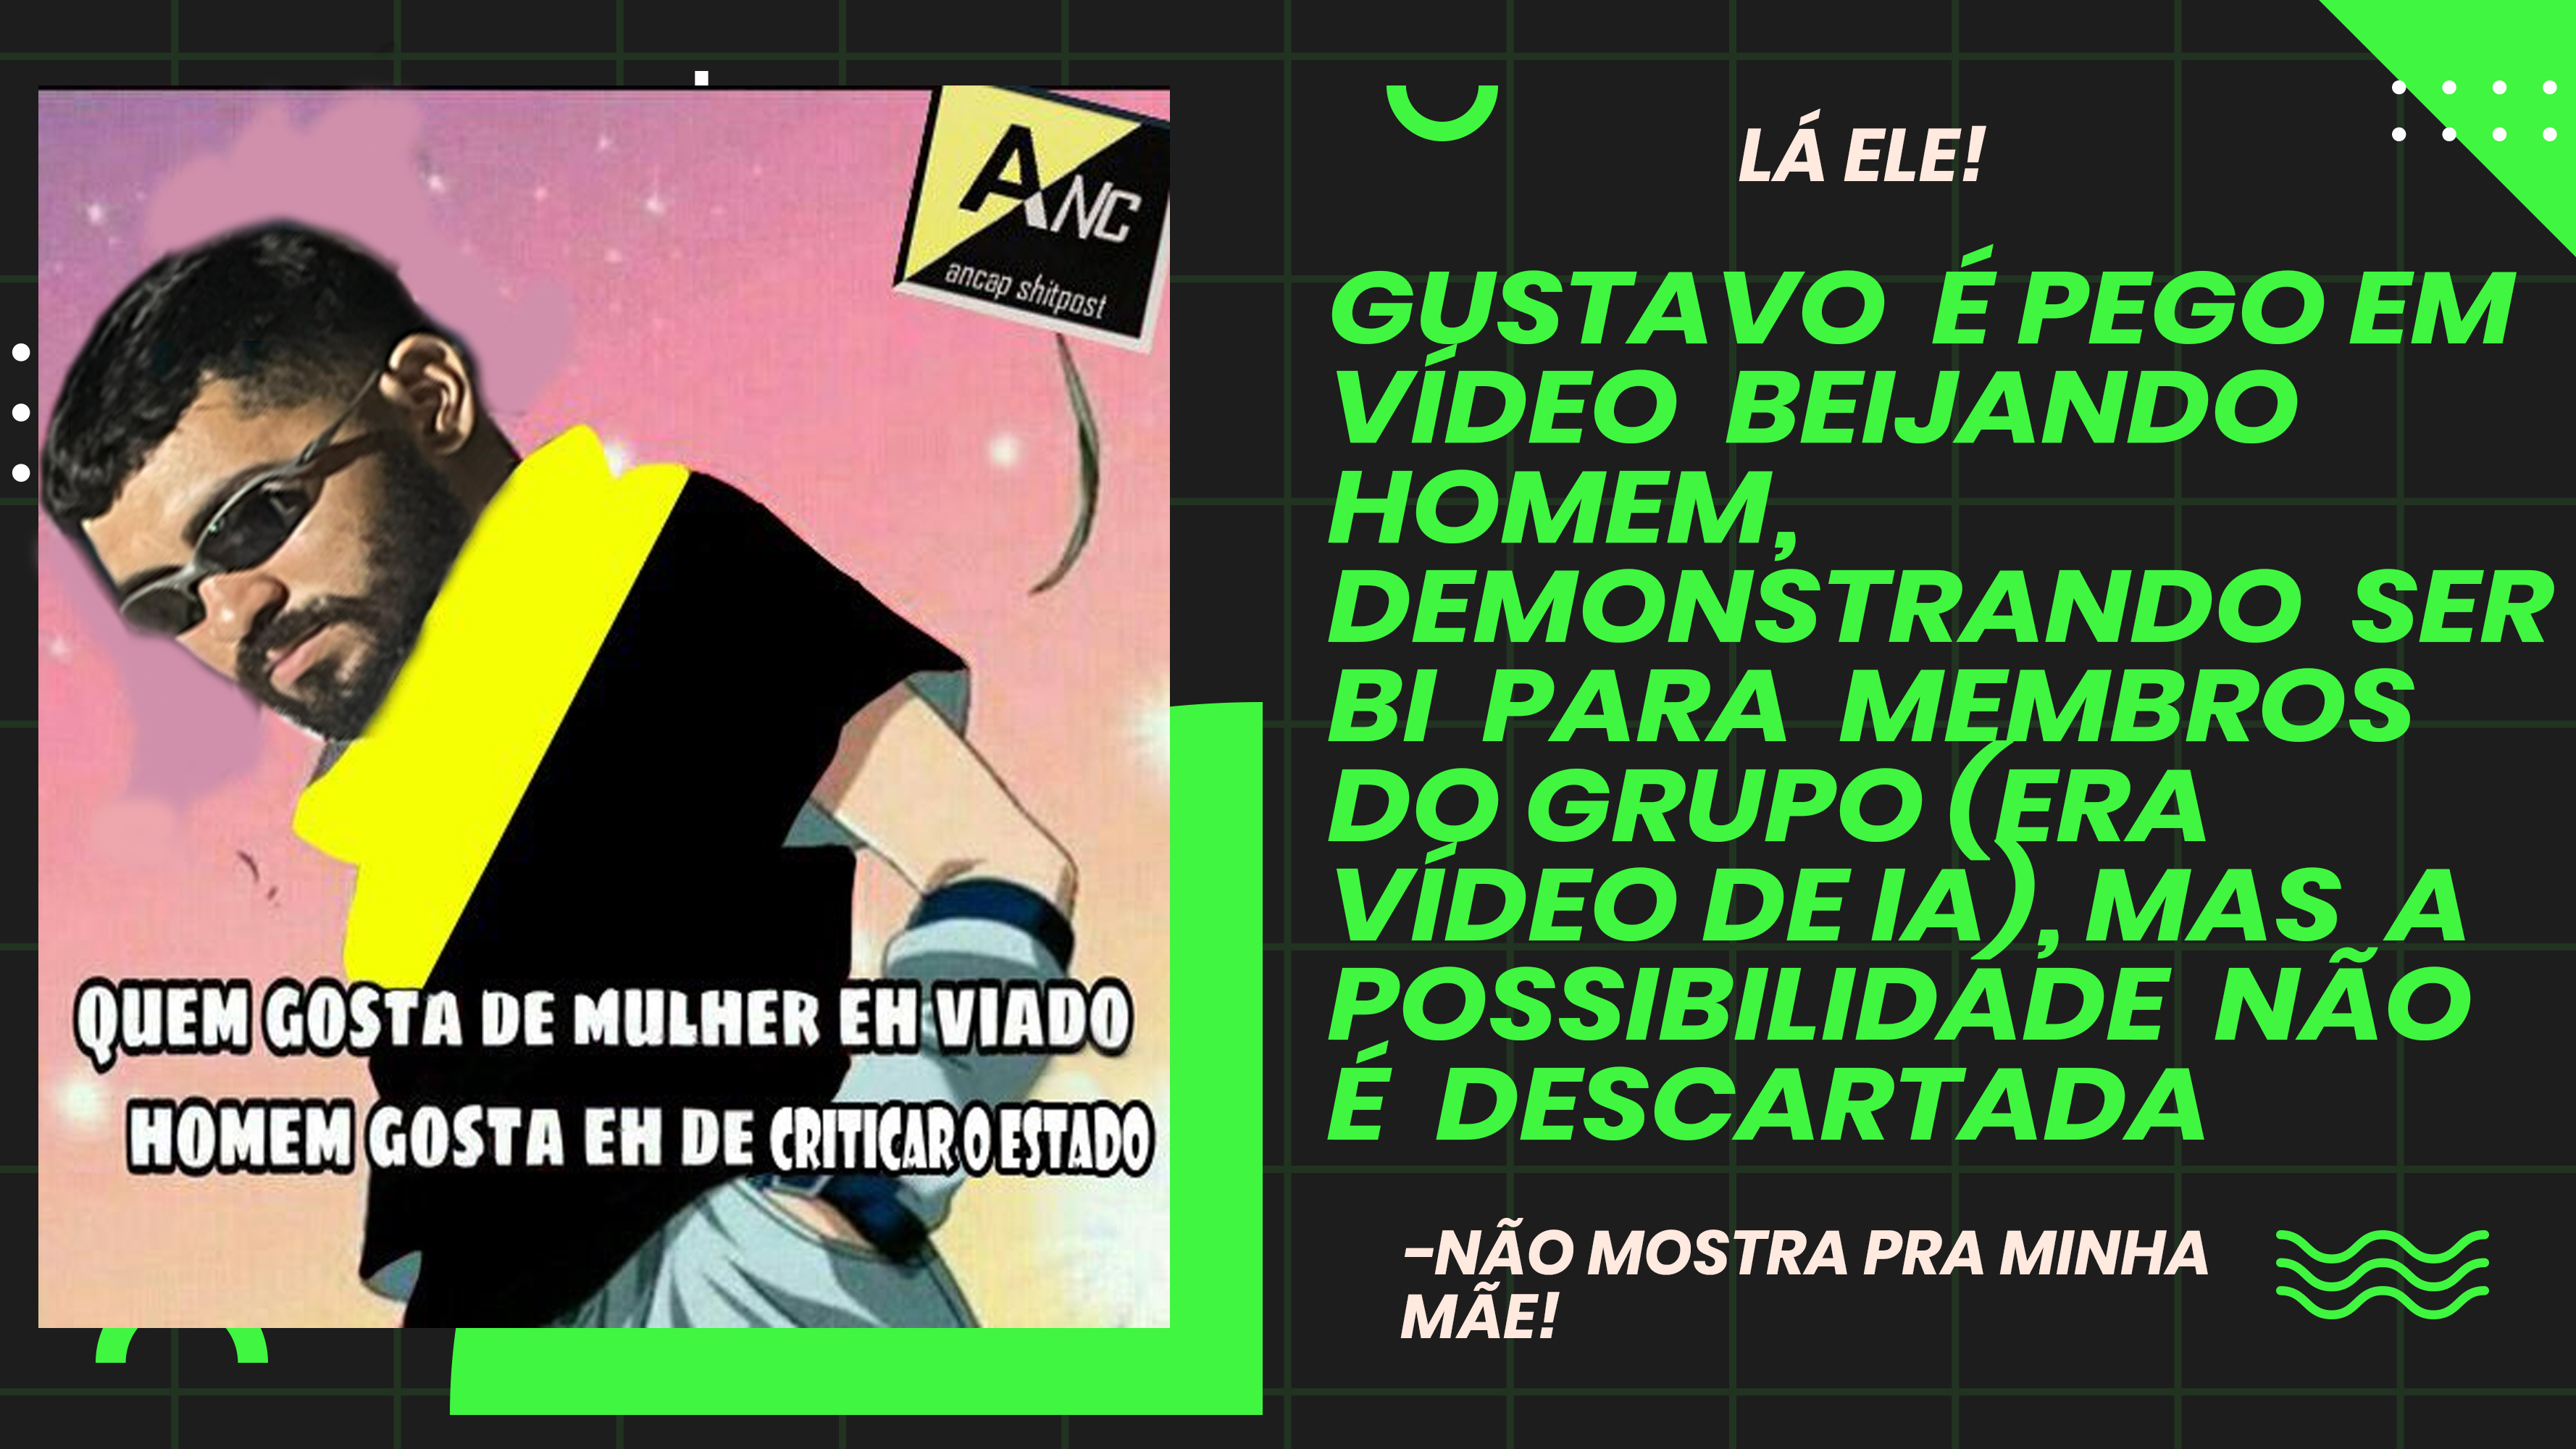 ANC
ancap shitpost
QUEM GOSTA DE MULHER EH VIADO
HOMEM GOSTA EH DE CRITICAR O ESTADO
LÁ ELE!
GUSTAVO É PEGO EM
VÍDEO BEIJANDO
HOMEM,
DEMONSTRANDO SER
BI PARA MEMBROS
DO GRUPO (ERA
VÍDEO DE IA), MAS A
POSSIBILIDADE NÃO
É DESCARTADA
-NÃO MOSTRA PRA MINHA
MÃE!